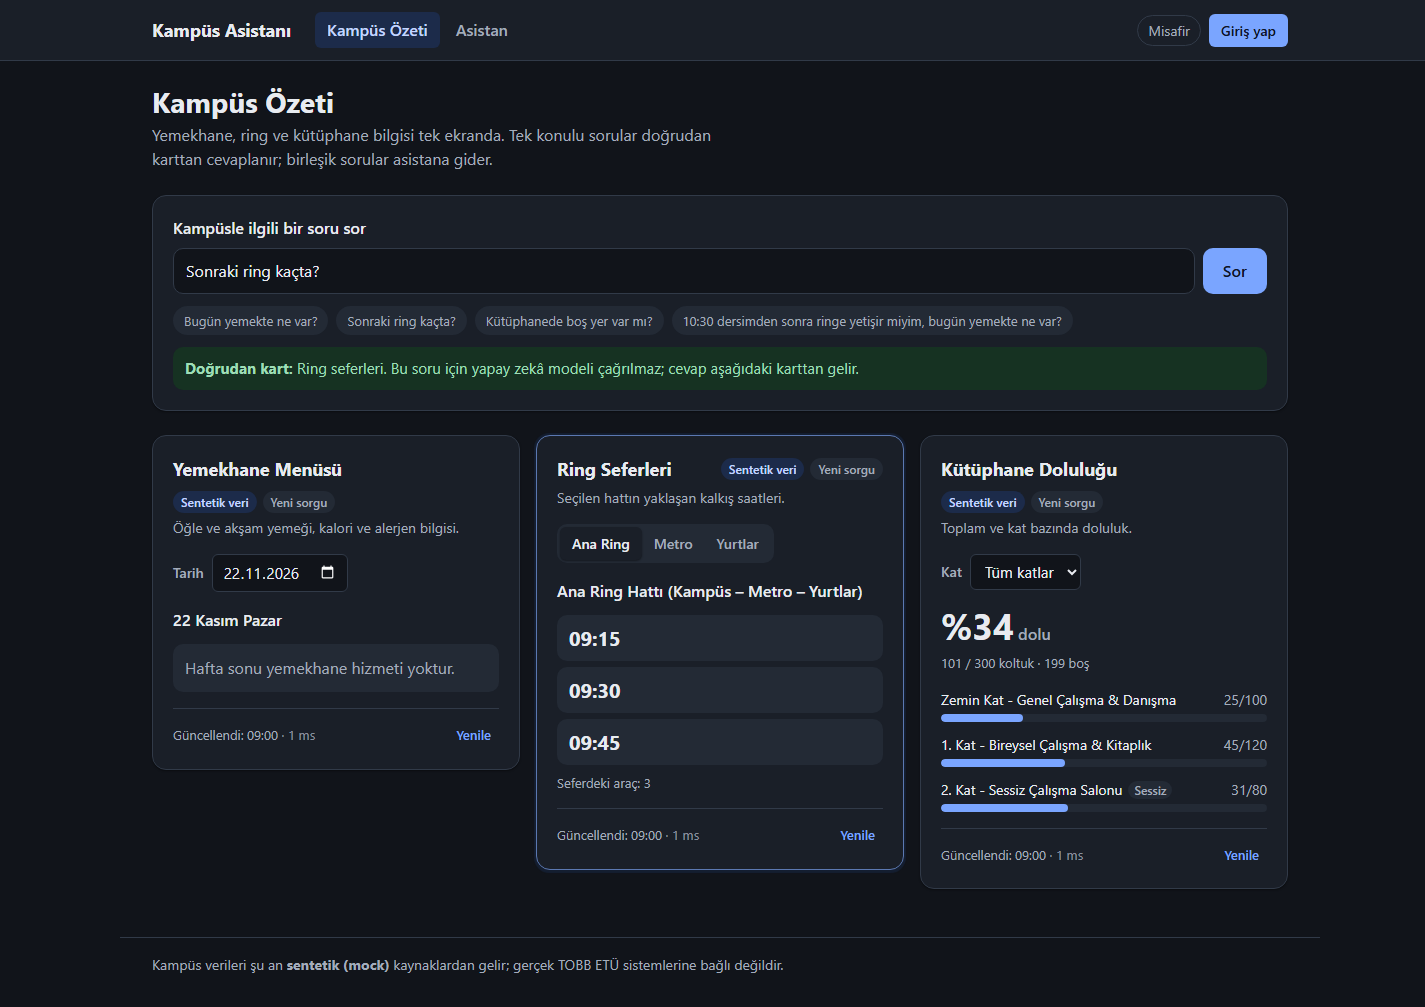 Kampüs Asistanı
Kampüs Özeti
Asistan
Misafir
Giriş yap
Kampüs Özeti
Yemekhane, ring ve kütüphane bilgisi tek ekranda. Tek konulu sorular doğrudan
karttan cevaplanır; birleşik sorular asistana gider.
Kampüsle ilgili bir soru sor
Sonraki ring kaçta?
Sor
Bugün yemekte ne var?
Sonraki ring kaçta?
Kütüphanede boş yer var mı?
10:30 dersimden sonra ringe yetişir miyim, bugün yemekte ne var?
Doğrudan kart: Ring seferleri. Bu soru için yapay zekâ modeli çağrılmaz; cevap aşağıdaki karttan gelir.
Yemekhane Menüsü
Sentetik veri
Yeni sorgu
Öğle ve akşam yemeği, kalori ve alerjen bilgisi.
Tarih
22.11.2026
22 Kasım Pazar
Hafta sonu yemekhane hizmeti yoktur.
Güncellendi: 09:00 · 1 ms
Yenile
Ring Seferleri
Sentetik veri
Yeni sorgu
Seçilen hattın yaklaşan kalkış saatleri.
Ana Ring
Metro
Yurtlar
Ana Ring Hattı (Kampüs – Metro – Yurtlar)
09:15
09:30
09:45
Seferdeki araç: 3
Güncellendi: 09:00 · 1 ms
Yenile
Kütüphane Doluluğu
Sentetik veri
Yeni sorgu
Toplam ve kat bazında doluluk.
Kat
Tüm katlar
%34 dolu
101 / 300 koltuk · 199 boş
Zemin Kat - Genel Çalışma & Danışma
25/100
1. Kat - Bireysel Çalışma & Kitaplık
45/120
2. Kat - Sessiz Çalışma Salonu
Sessiz
31/80
Güncellendi: 09:00 · 1 ms
Yenile
Kampüs verileri şu an sentetik (mock) kaynaklardan gelir; gerçek TOBB ETÜ sistemlerine bağlı değildir.